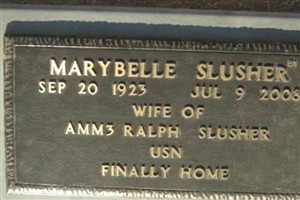 MARYBELLE SLUSHER
SEP 20 1923 JUL 9 2008
WIFE OF
AMM3 RALPH SLUSHER
USN
FINALLY HOME